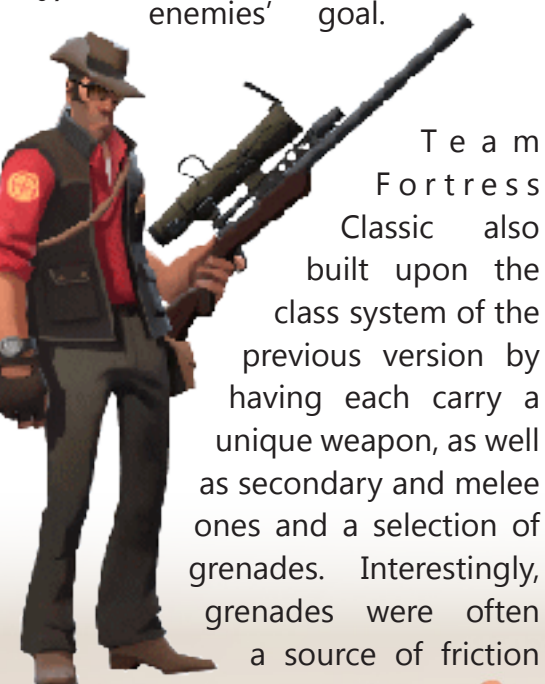 enemies’ goal.
Team
Fortress
Classic also
built upon the
class system of the
previous version by
having each carry a
unique weapon, as well
as secondary and melee
ones and a selection of
grenades. Interestingly,
grenades were often
a source of friction